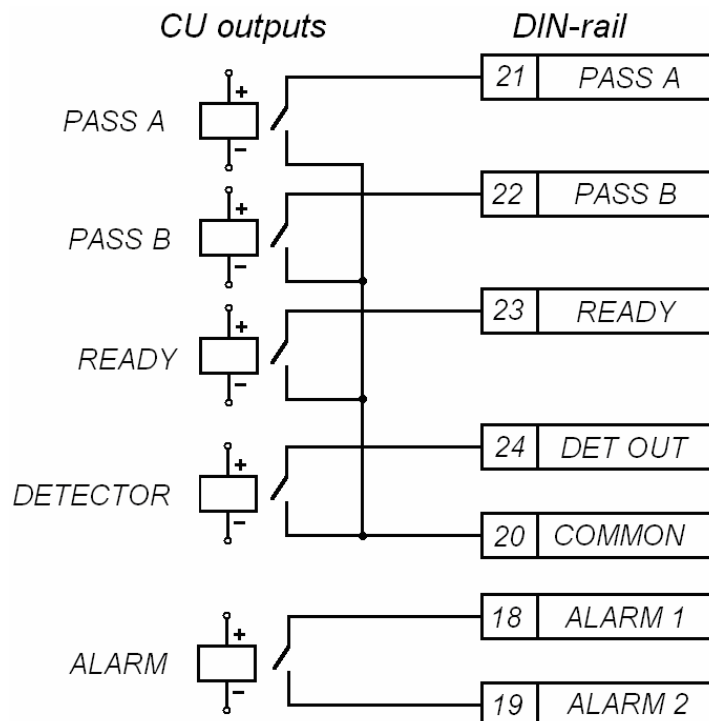 CU outputs DIN-rail
21 PASS A
+
PASS A
–
22 PASS B
+
PASS B
–
23 READY
+
READY
–
24 DET OUT
+
DETECTOR
–
20 COMMON
18 ALARM 1
+
ALARM
–
19 ALARM 2